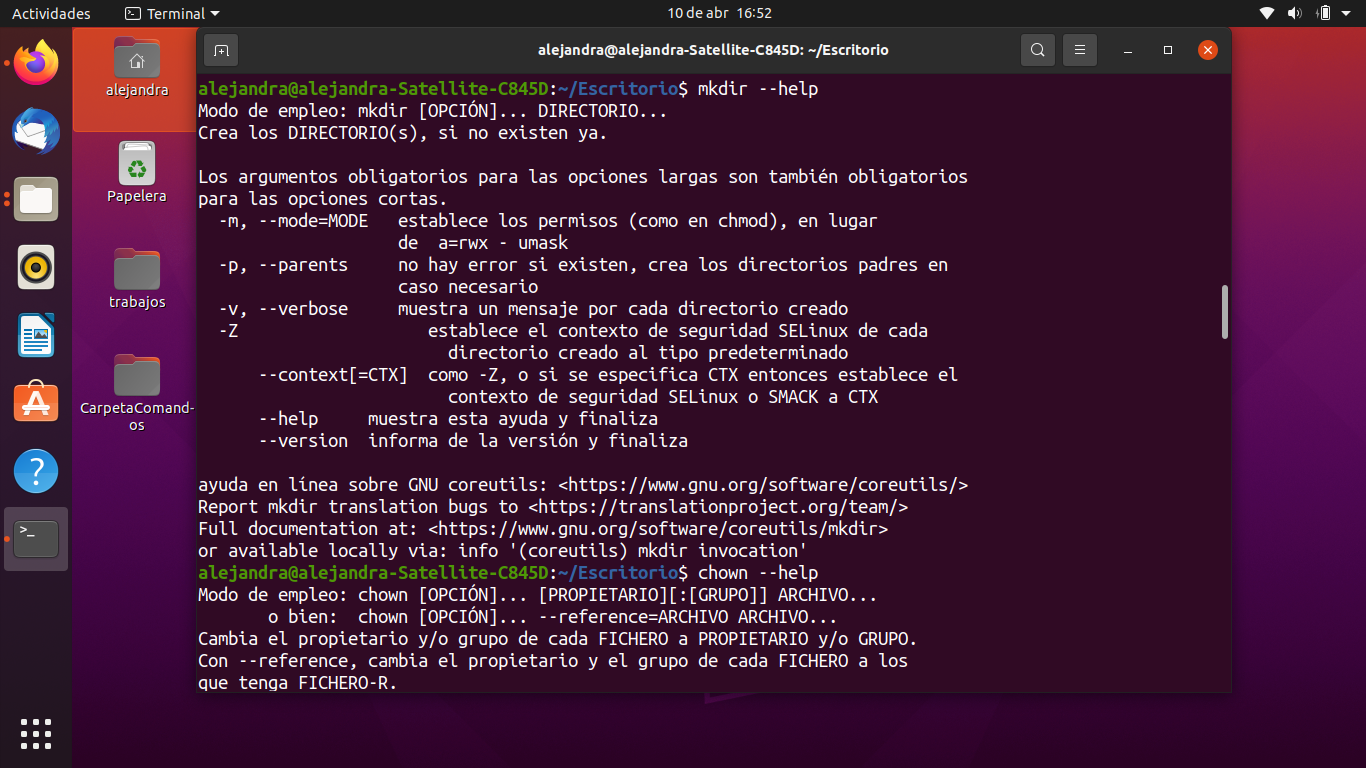 Actividades
Terminal
10 de abr 16:52
alejandra
Papelera
trabajos
CarpetaComand-
os
alejandra@alejandra-Satellite-C845D: ~/Escritorio
alejandra@alejandra-Satellite-C845D:~/Escritorio$ mkdir --help
Modo de empleo: mkdir [OPCIÓN]... DIRECTORIO...
Crea los DIRECTORIO(s), si no existen ya.

Los argumentos obligatorios para las opciones largas son también obligatorios
para las opciones cortas.
  -m, --mode=MODE   establece los permisos (como en chmod), en lugar
                    de  a=rwx - umask
  -p, --parents     no hay error si existen, crea los directorios padres en
                    caso necesario
  -v, --verbose     muestra un mensaje por cada directorio creado
  -Z                   establece el contexto de seguridad SELinux de cada
                         directorio creado al tipo predeterminado
      --context[=CTX]  como -Z, o si se especifica CTX entonces establece el
                         contexto de seguridad SELinux o SMACK a CTX
      --help     muestra esta ayuda y finaliza
      --version  informa de la versión y finaliza

ayuda en línea sobre GNU coreutils: <https://www.gnu.org/software/coreutils/>
Report mkdir translation bugs to <https://translationproject.org/team/>
Full documentation at: <https://www.gnu.org/software/coreutils/mkdir>
or available locally via: info '(coreutils) mkdir invocation'
alejandra@alejandra-Satellite-C845D:~/Escritorio$ chown --help
Modo de empleo: chown [OPCIÓN]... [PROPIETARIO][:[GRUPO]] ARCHIVO...
       o bien:  chown [OPCIÓN]... --reference=ARCHIVO ARCHIVO...
Cambia el propietario y/o grupo de cada FICHERO a PROPIETARIO y/o GRUPO.
Con --reference, cambia el propietario y el grupo de cada FICHERO a los
que tenga FICHERO-R.